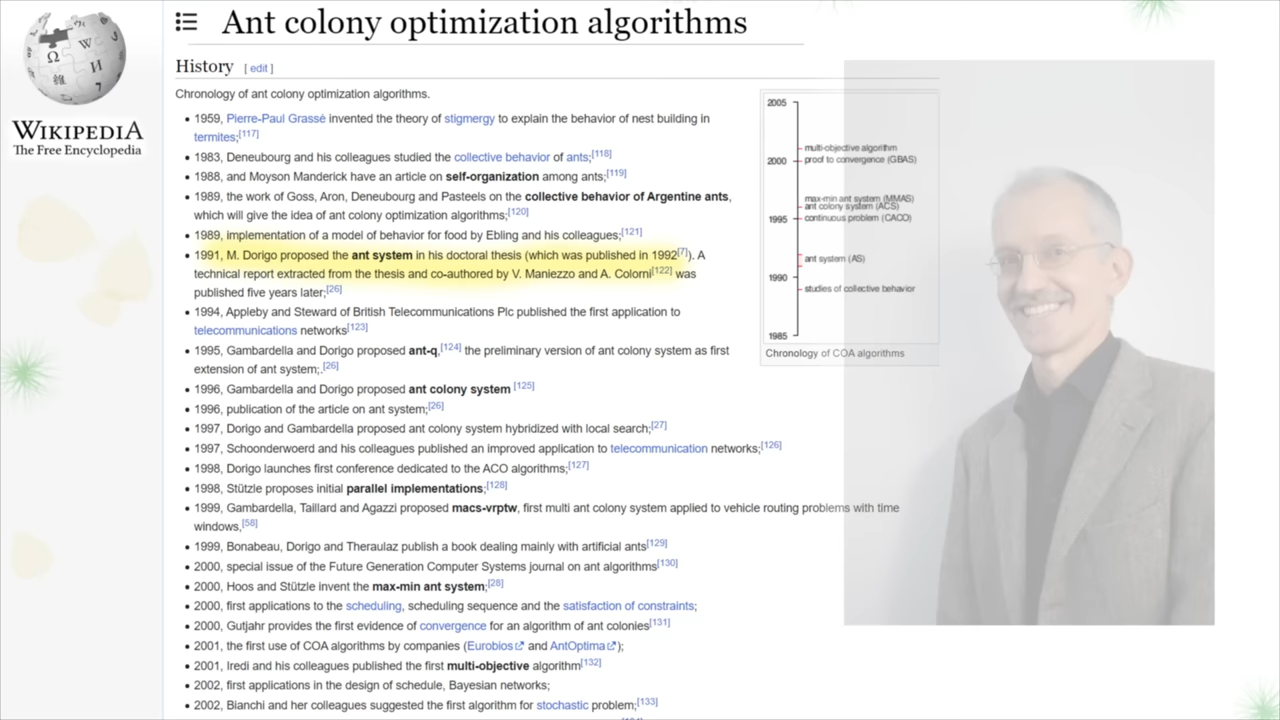 Ant colony optimization algorithms
WIKIPEDIA
The Free Encyclopedia
History [ edit ]
Chronology of ant colony optimization algorithms.
1959, Pierre-Paul Grassé invented the theory of stigmergy to explain the behavior of nest building in
termites;[117]
1983, Deneubourg and his colleagues studied the collective behavior of ants;[118]
1988, and Moyson Manderick have an article on self-organization among ants;[119]
1989, the work of Goss, Aron, Deneubourg and Pasteels on the collective behavior of Argentine ants,
which will give the idea of ant colony optimization algorithms;[120]
1989, implementation of a model of behavior for food by Ebling and his colleagues;[121]
1991, M. Dorigo proposed the ant system in his doctoral thesis (which was published in 1992[7]). A
technical report extracted from the thesis and co-authored by V. Maniezzo and A. Colorni[122] was
published five years later;[26]
1994, Appleby and Steward of British Telecommunications Plc published the first application to
telecommunications networks[123]
1995, Gambardella and Dorigo proposed ant-q,[124] the preliminary version of ant colony system as first
extension of ant system;.[26]
1996, Gambardella and Dorigo proposed ant colony system [125]
1996, publication of the article on ant system;[26]
1997, Dorigo and Gambardella proposed ant colony system hybridized with local search;[27]
1997, Schoonderwoerd and his colleagues published an improved application to telecommunication networks;[126]
1998, Dorigo launches first conference dedicated to the ACO algorithms;[127]
1998, Stützle proposes initial parallel implementations;[128]
1999, Gambardella, Taillard and Agazzi proposed macs-vrptw, first multi ant colony system applied to vehicle routing problems with time
windows,[58]
1999, Bonabeau, Dorigo and Theraulaz publish a book dealing mainly with artificial ants[129]
2000, special issue of the Future Generation Computer Systems journal on ant algorithms[130]
2000, Hoos and Stützle invent the max-min ant system;[28]
2000, first applications to the scheduling, scheduling sequence and the satisfaction of constraints;
2000, Gutjahr provides the first evidence of convergence for an algorithm of ant colonies[131]
2001, the first use of COA algorithms by companies (Eurobios and AntOptima);
2001, Iredi and his colleagues published the first multi-objective algorithm[132]
2002, first applications in the design of schedule, Bayesian networks;
2002, Bianchi and her colleagues suggested the first algorithm for stochastic problem;[133]
2005
multi-objective algorithm
2000 proof to convergence (GBAS)
max-min ant system (MMAS)
ant colony system (ACS)
1995 continuous problem (CACO)
ant system (AS)
1990
studies of collective behavior
1985
Chronology of COA algorithms